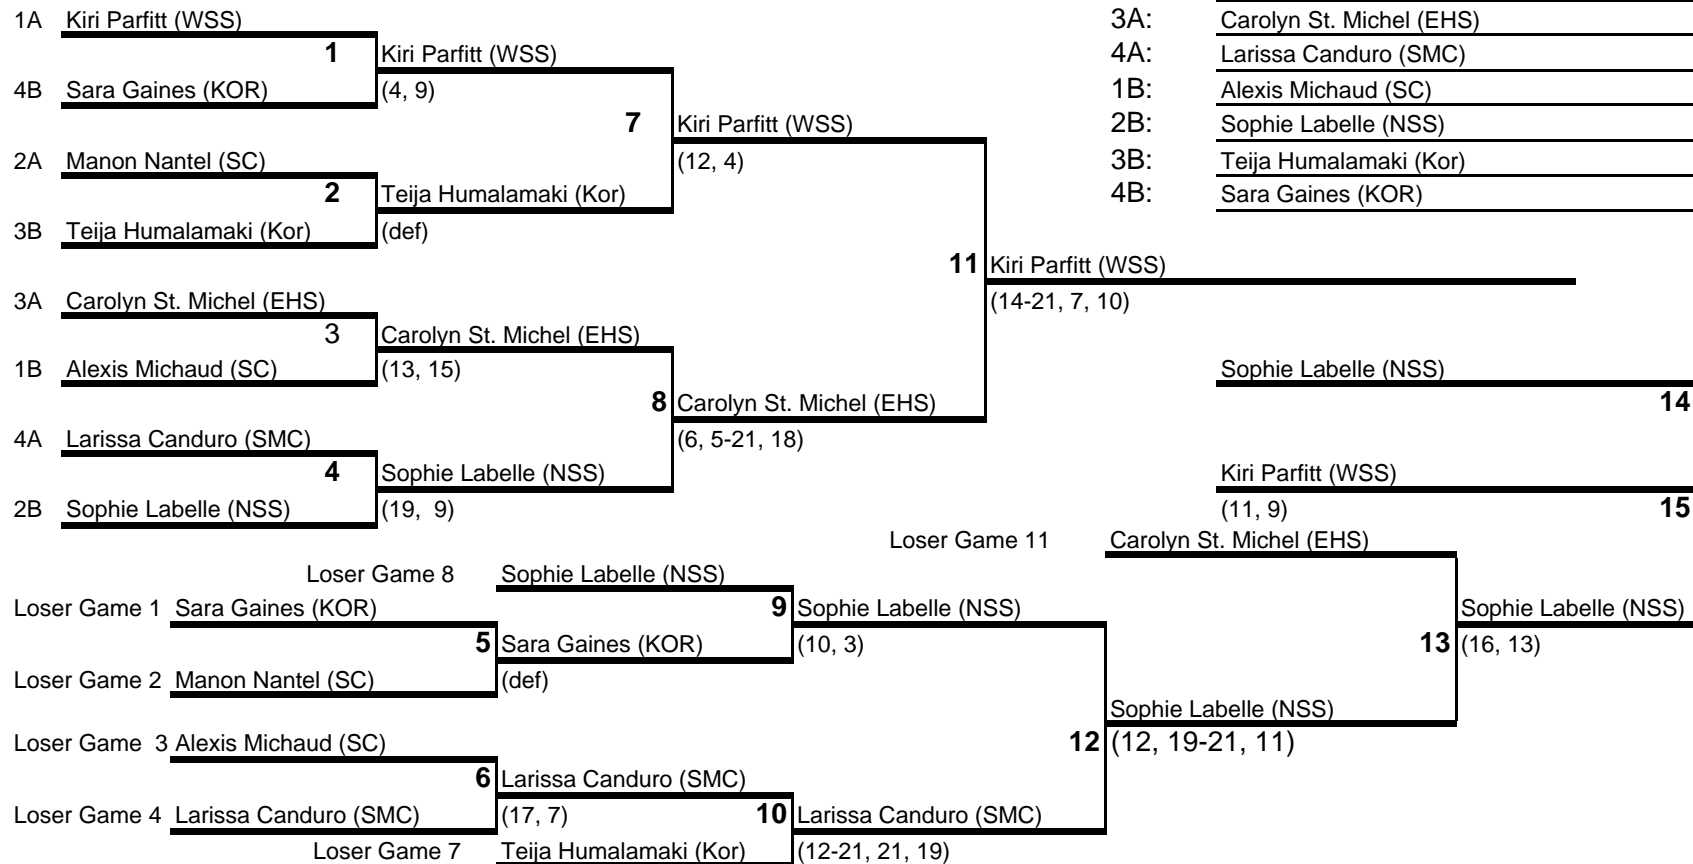 1A Kiri Parfitt (WSS) 3A: Carolyn St. Michel (EHS)
1 Kiri Parfitt (WSS) 4A: Larissa Canduro (SMC)
4B Sara Gaines (KOR) (4, 9) 1B: Alexis Michaud (SC)
7 Kiri Parfitt (WSS) 2B: Sophie Labelle (NSS)
2A Manon Nantel (SC) (12, 4) 3B: Teija Humalamaki (Kor)
2 Teija Humalamaki (Kor) 4B: Sara Gaines (KOR)
3B Teija Humalamaki (Kor) (def)
11 Kiri Parfitt (WSS)
3A Carolyn St. Michel (EHS) (14-21, 7, 10)
3 Carolyn St. Michel (EHS)
1B Alexis Michaud (SC) (13, 15) Sophie Labelle (NSS)
8 Carolyn St. Michel (EHS) 14
4A Larissa Canduro (SMC) (6, 5-21, 18)
4 Sophie Labelle (NSS) Kiri Parfitt (WSS)
2B Sophie Labelle (NSS) (19, 9) (11, 9) 15
Loser Game 11 Carolyn St. Michel (EHS)
Loser Game 8 Sophie Labelle (NSS)
Loser Game 1 Sara Gaines (KOR) 9 Sophie Labelle (NSS) Sophie Labelle (NSS)
5 Sara Gaines (KOR) (10, 3) 13 (16, 13)
Loser Game 2 Manon Nantel (SC) (def)
Sophie Labelle (NSS)
Loser Game 3 Alexis Michaud (SC) 12 (12, 19-21, 11)
6 Larissa Canduro (SMC)
Loser Game 4 Larissa Canduro (SMC) (17, 7) 10 Larissa Canduro (SMC)
Loser Game 7 Teija Humalamaki (Kor) (12-21, 21, 19)